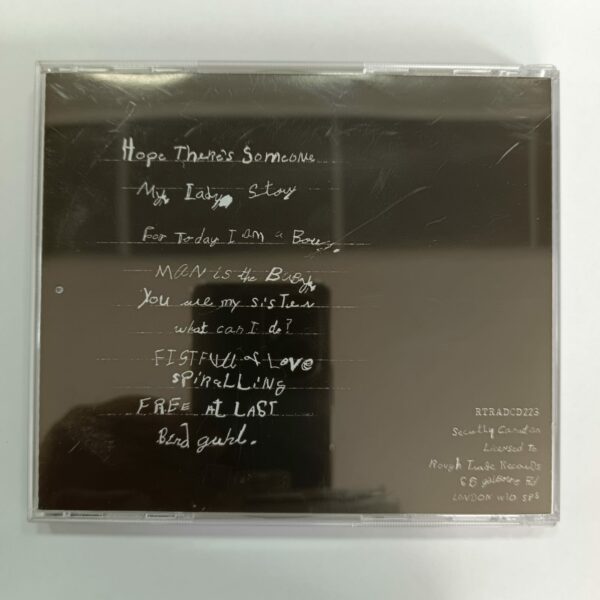 Hope There's Someone
My Lady Story
For Today I am a Boy
MAN is the BaBy
You are my sisTer
what can I do?
FISTFUll of Love
SpiRaLLiNg
FREE AT LAST
Bird guhl.
RTRADCD223
Secretly Canadian
Licensed To
Rough Trade Records
66 golborne Rd
LONDON W10 5PS